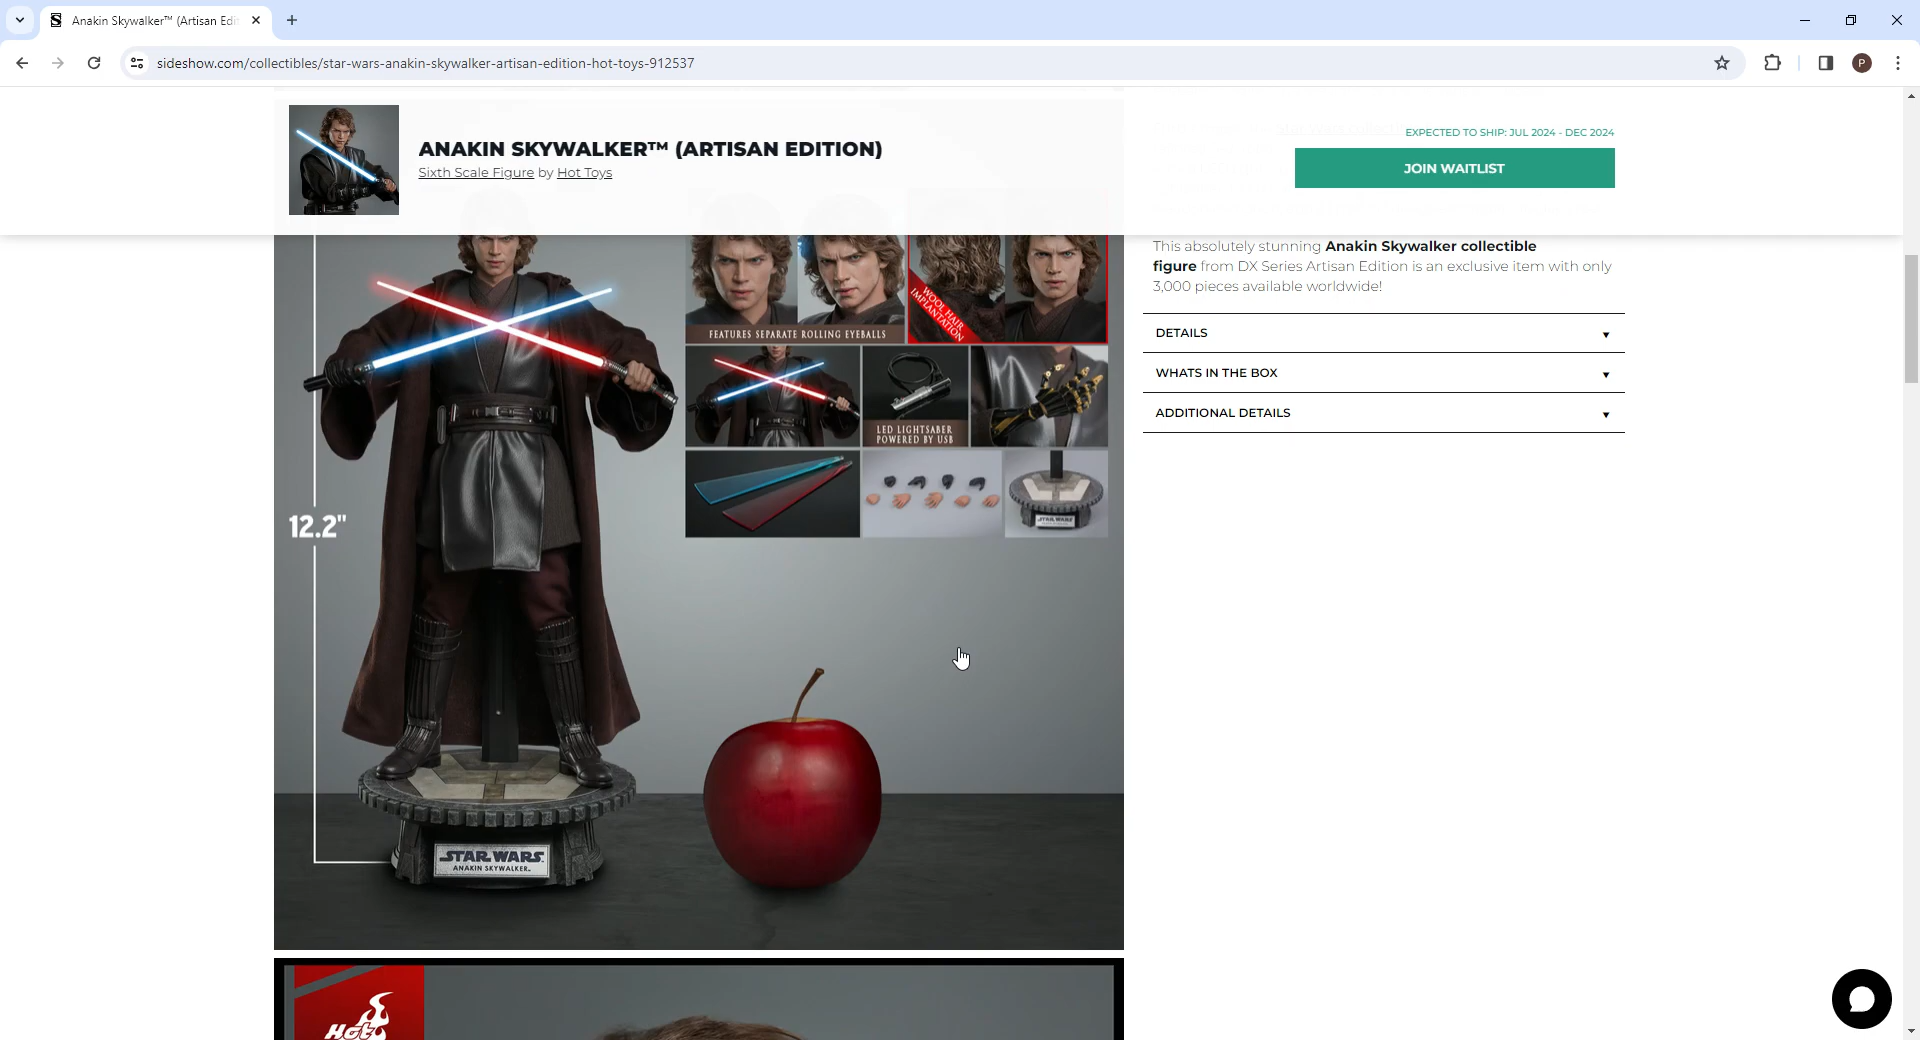 Anakin Skywalker™ (Artisan Edi
sideshow.com/collectibles/star-wars-anakin-skywalker-artisan-edition-hot-toys-912537
P
ANAKIN SKYWALKER™ (ARTISAN EDITION)
Sixth Scale Figure by Hot Toys
EXPECTED TO SHIP: JUL 2024 - DEC 2024
JOIN WAITLIST
This absolutely stunning Anakin Skywalker collectible
figure from DX Series Artisan Edition is an exclusive item with only
3,000 pieces available worldwide!
DETAILS
WHATS IN THE BOX
ADDITIONAL DETAILS
FEATURES SEPARATE ROLLING EYEBALLS
WOOL HAIR
IMPLANTATION
LED LIGHTSABER
POWERED BY USB
STAR WARS
12.2"
STAR WARS
ANAKIN SKYWALKER
Hot